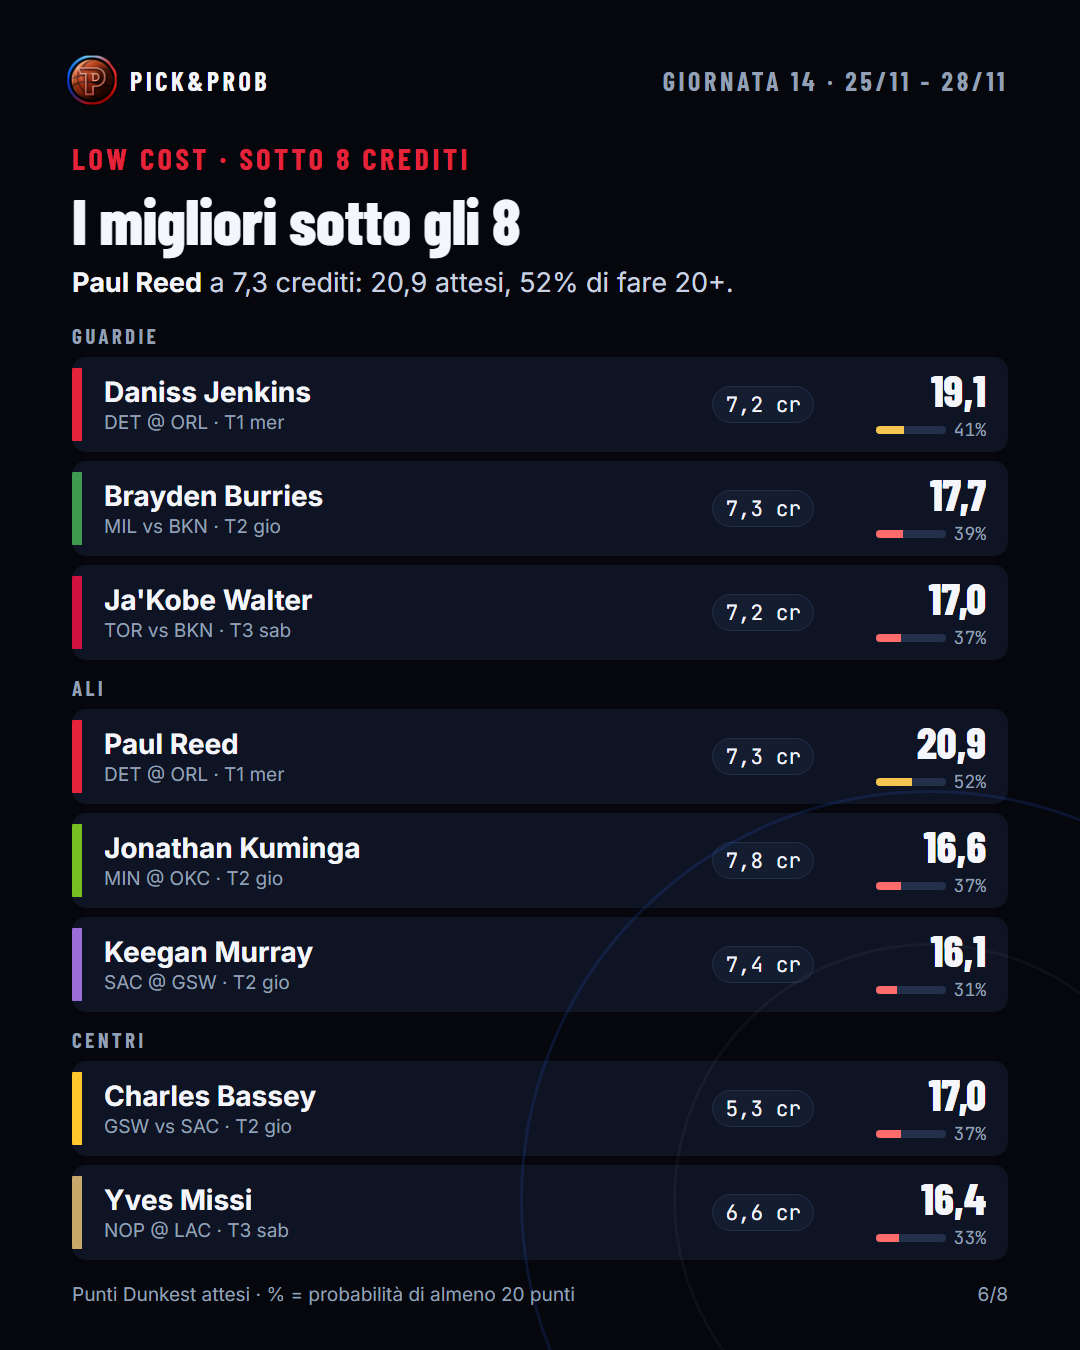 PICK&PROB
GIORNATA 14 · 25/11 - 28/11
LOW COST · SOTTO 8 CREDITI
I migliori sotto gli 8
Paul Reed a 7,3 crediti: 20,9 attesi, 52% di fare 20+.
GUARDIE
Daniss Jenkins
DET @ ORL · T1 mer
7,2 cr
19,1
41%
Brayden Burries
MIL vs BKN · T2 gio
7,3 cr
17,7
39%
Ja'Kobe Walter
TOR vs BKN · T3 sab
7,2 cr
17,0
37%
ALI
Paul Reed
DET @ ORL · T1 mer
7,3 cr
20,9
52%
Jonathan Kuminga
MIN @ OKC · T2 gio
7,8 cr
16,6
37%
Keegan Murray
SAC @ GSW · T2 gio
7,4 cr
16,1
31%
CENTRI
Charles Bassey
GSW vs SAC · T2 gio
5,3 cr
17,0
37%
Yves Missi
NOP @ LAC · T3 sab
6,6 cr
16,4
33%
Punti Dunkest attesi · % = probabilità di almeno 20 punti
6/8